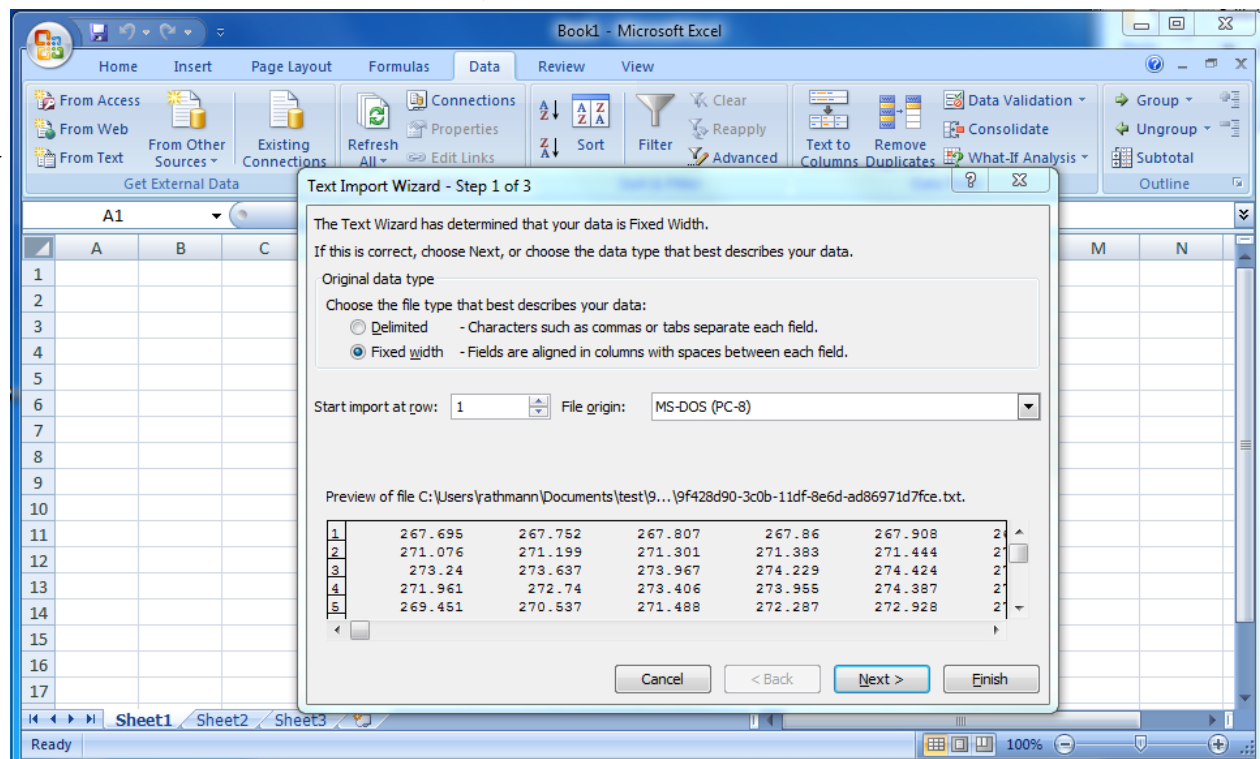 Book1 - Microsoft Excel
Home Insert Page Layout Formulas Data Review View
From Access
From Web
From Text
From Other Sources
Existing Connections
Get External Data
Refresh All
Connections
Properties
Edit Links
Sort
Filter
Clear
Reapply
Advanced
Text to Columns
Remove Duplicates
Data Validation
Consolidate
What-If Analysis
Group
Ungroup
Subtotal
Outline
A1
A B C M N
1
2
3
4
5
6
7
8
9
10
11
12
13
14
15
16
17
Text Import Wizard - Step 1 of 3
The Text Wizard has determined that your data is Fixed Width.
If this is correct, choose Next, or choose the data type that best describes your data.
Original data type
Choose the file type that best describes your data:
Delimited - Characters such as commas or tabs separate each field.
Fixed width - Fields are aligned in columns with spaces between each field.
Start import at row: 1 File origin: MS-DOS (PC-8)
Preview of file C:\Users\rathmann\Documents\test\9...\9f428d90-3c0b-11df-8e6d-ad86971d7fce.txt.
1 267.695 267.752 267.807 267.86 267.908
2 271.076 271.199 271.301 271.383 271.444
3 273.24 273.637 273.967 274.229 274.424
4 271.961 272.74 273.406 273.955 274.387
5 269.451 270.537 271.488 272.287 272.928
Cancel < Back Next > Finish
Sheet1 Sheet2 Sheet3
Ready 100%